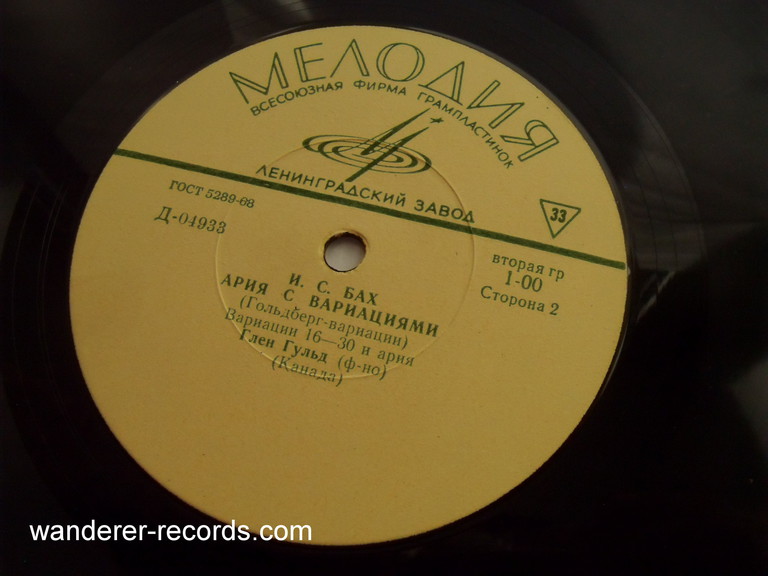 МЕЛОДИЯ
ВСЕСОЮЗНАЯ ФИРМА ГРАМПЛАСТИНОК
ЛЕНИНГРАДСКИЙ ЗАВОД
ГОСТ 5289-68
Д-04933
33
вторая гр
1-00
Сторона 2
И. С. БАХ
АРИЯ С ВАРИАЦИЯМИ
(Гольдберг-вариации)
Вариации 16—30 и ария
Глен Гульд (ф-но)
(Канада)
wanderer-records.com